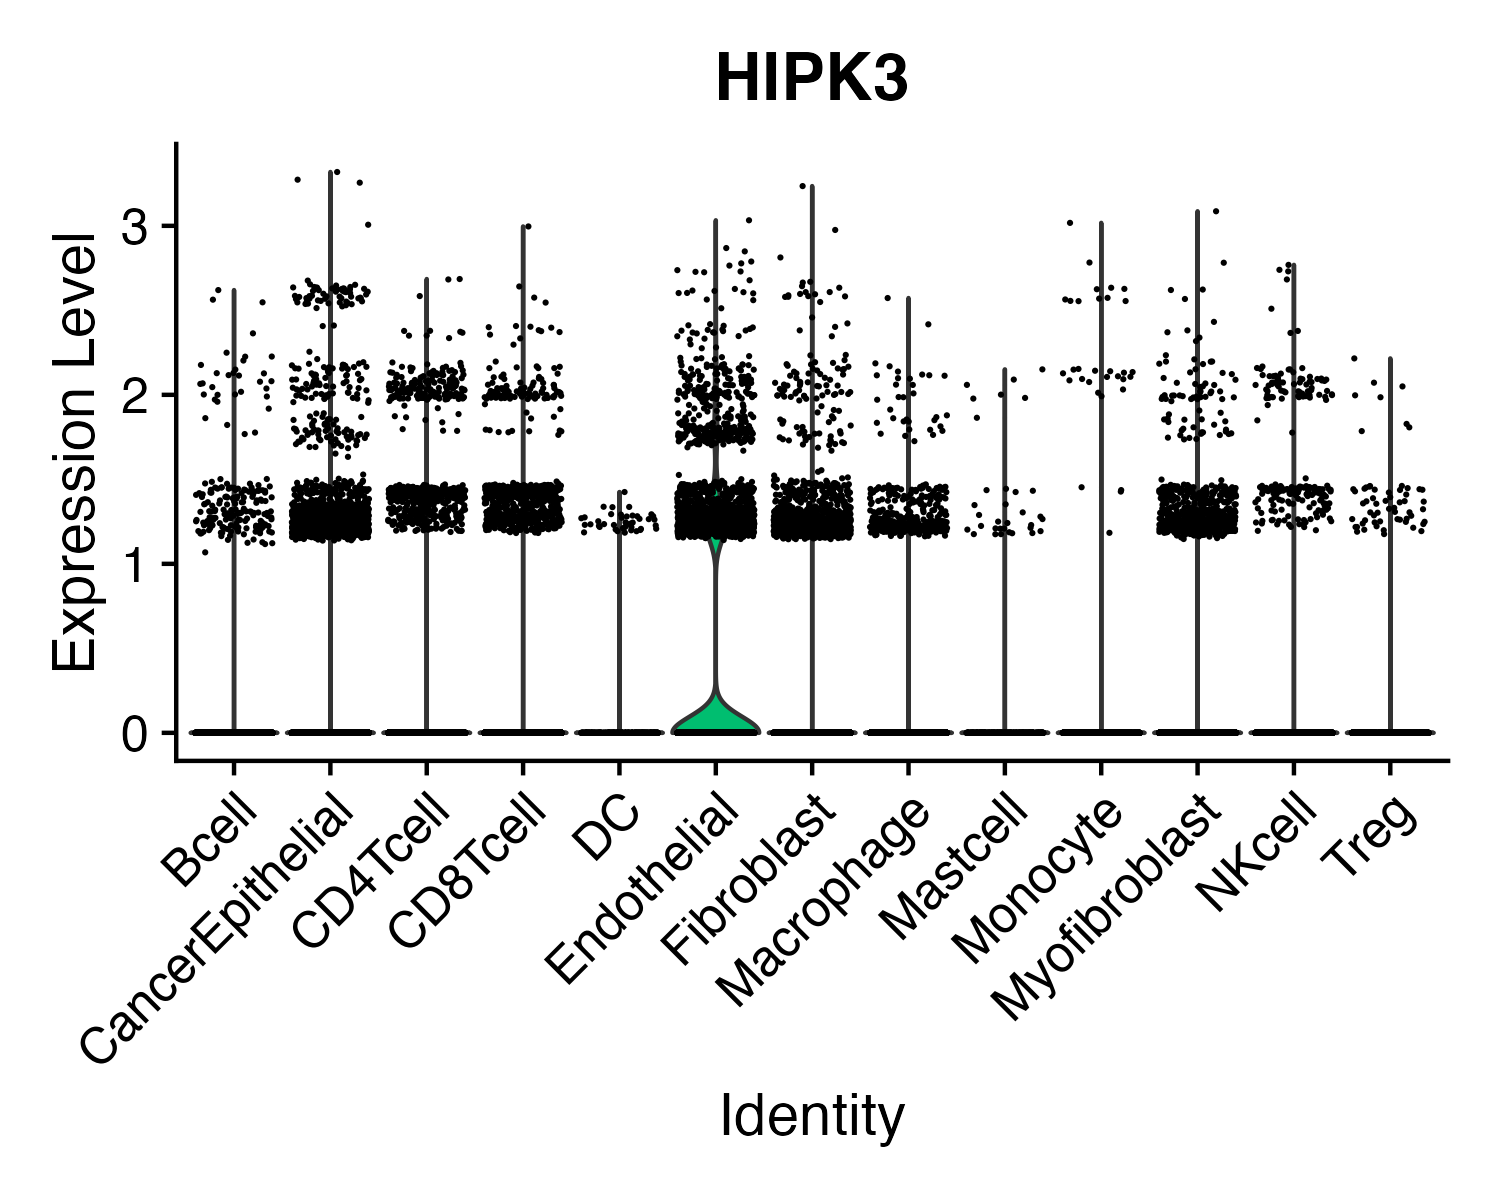 HIPK3
Expression Level
3
2
1
0
Bcell
CancerEpithelial
CD4Tcell
CD8Tcell
DC
Endothelial
Fibroblast
Macrophage
Mastcell
Monocyte
Myofibroblast
NKcell
Treg
Identity